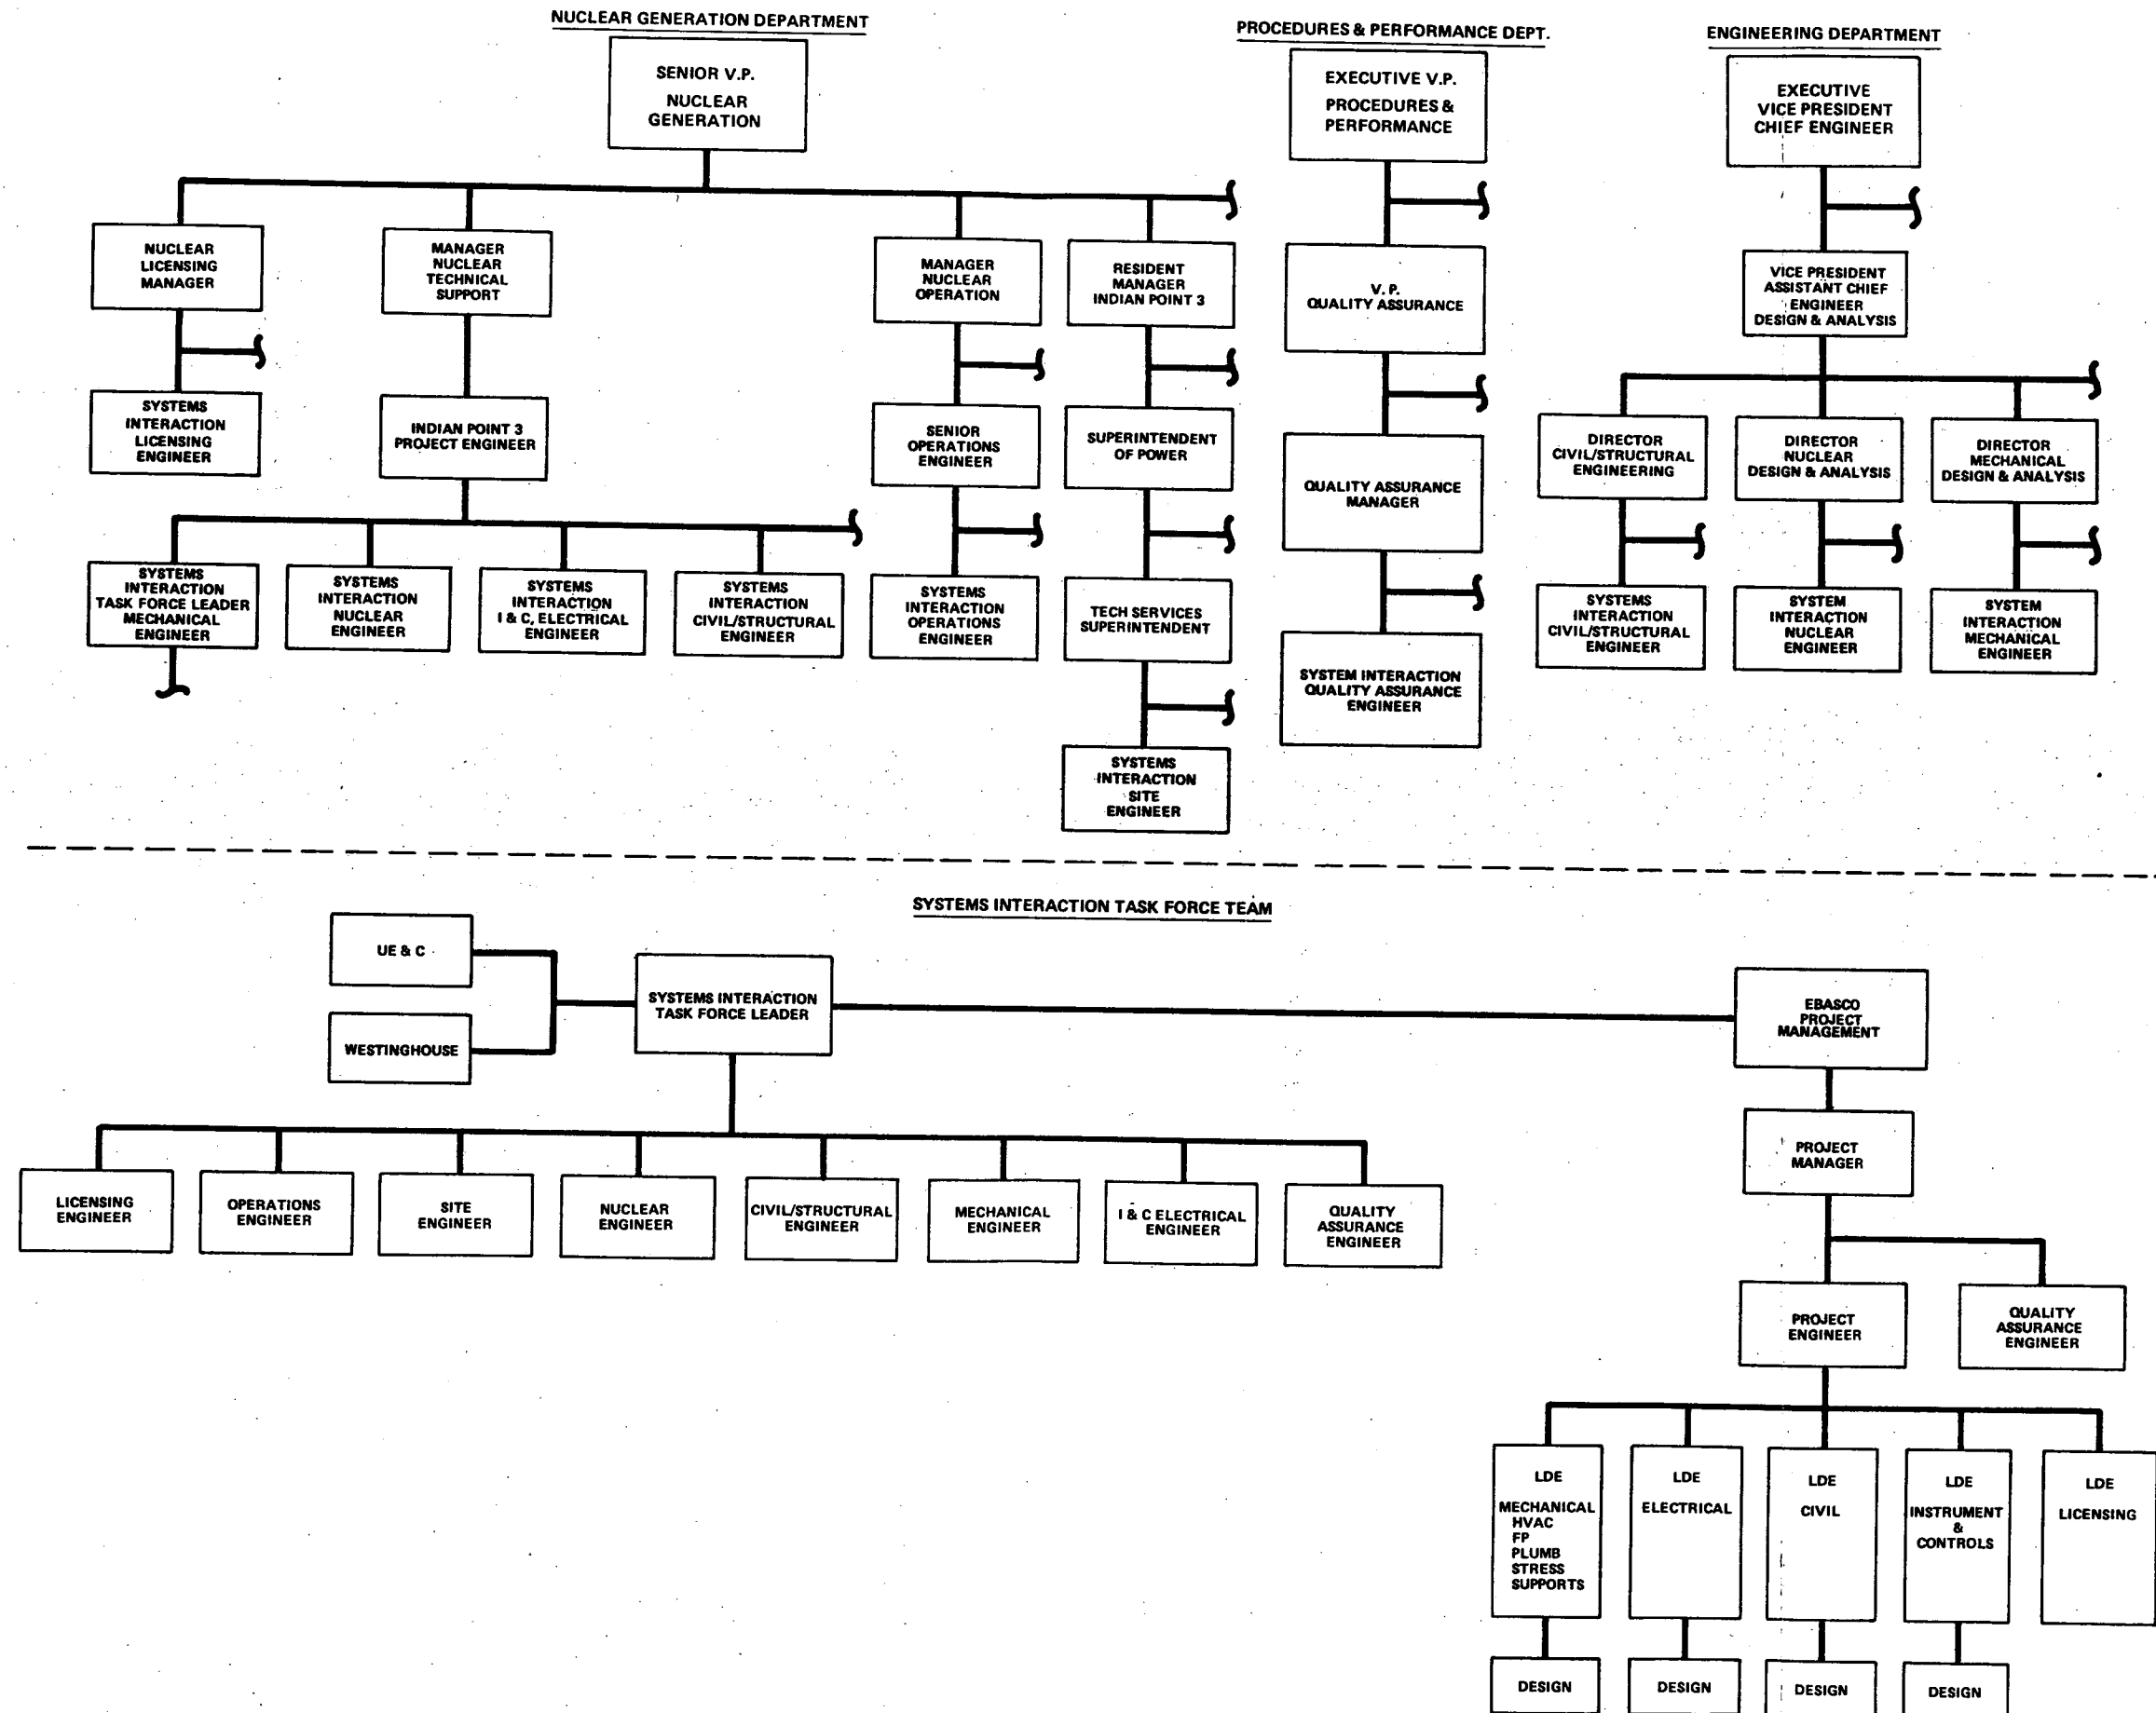 NUCLEAR GENERATION DEPARTMENT
SENIOR V.P.
NUCLEAR
GENERATION
NUCLEAR
LICENSING
MANAGER
MANAGER
NUCLEAR
TECHNICAL
SUPPORT
MANAGER
NUCLEAR
OPERATION
RESIDENT
MANAGER
INDIAN POINT 3
SYSTEMS
INTERACTION
LICENSING
ENGINEER
INDIAN POINT 3
PROJECT ENGINEER
SENIOR
OPERATIONS
ENGINEER
SUPERINTENDENT
OF POWER
SYSTEMS
INTERACTION
TASK FORCE LEADER
MECHANICAL
ENGINEER
SYSTEMS
INTERACTION
NUCLEAR
ENGINEER
SYSTEMS
INTERACTION
I & C, ELECTRICAL
ENGINEER
SYSTEMS
INTERACTION
CIVIL/STRUCTURAL
ENGINEER
SYSTEMS
INTERACTION
OPERATIONS
ENGINEER
TECH SERVICES
SUPERINTENDENT
SYSTEMS
INTERACTION
SITE
ENGINEER
PROCEDURES & PERFORMANCE DEPT.
EXECUTIVE V.P.
PROCEDURES &
PERFORMANCE
V.P.
QUALITY ASSURANCE
QUALITY ASSURANCE
MANAGER
SYSTEM INTERACTION
QUALITY ASSURANCE
ENGINEER
ENGINEERING DEPARTMENT
EXECUTIVE
VICE PRESIDENT
CHIEF ENGINEER
VICE PRESIDENT
ASSISTANT CHIEF
ENGINEER
DESIGN & ANALYSIS
DIRECTOR
CIVIL/STRUCTURAL
ENGINEERING
DIRECTOR
NUCLEAR
DESIGN & ANALYSIS
DIRECTOR
MECHANICAL
DESIGN & ANALYSIS
SYSTEMS
INTERACTION
CIVIL/STRUCTURAL
ENGINEER
SYSTEM
INTERACTION
NUCLEAR
ENGINEER
SYSTEM
INTERACTION
MECHANICAL
ENGINEER
SYSTEMS INTERACTION TASK FORCE TEAM
UE & C
WESTINGHOUSE
SYSTEMS INTERACTION
TASK FORCE LEADER
EBASCO
PROJECT
MANAGEMENT
LICENSING
ENGINEER
OPERATIONS
ENGINEER
SITE
ENGINEER
NUCLEAR
ENGINEER
CIVIL/STRUCTURAL
ENGINEER
MECHANICAL
ENGINEER
I & C ELECTRICAL
ENGINEER
QUALITY
ASSURANCE
ENGINEER
PROJECT
MANAGER
PROJECT
ENGINEER
QUALITY
ASSURANCE
ENGINEER
LDE
MECHANICAL
HVAC
FP
PLUMB
STRESS
SUPPORTS
LDE
ELECTRICAL
LDE
CIVIL
LDE
INSTRUMENT
&
CONTROLS
LDE
LICENSING
DESIGN
DESIGN
DESIGN
DESIGN